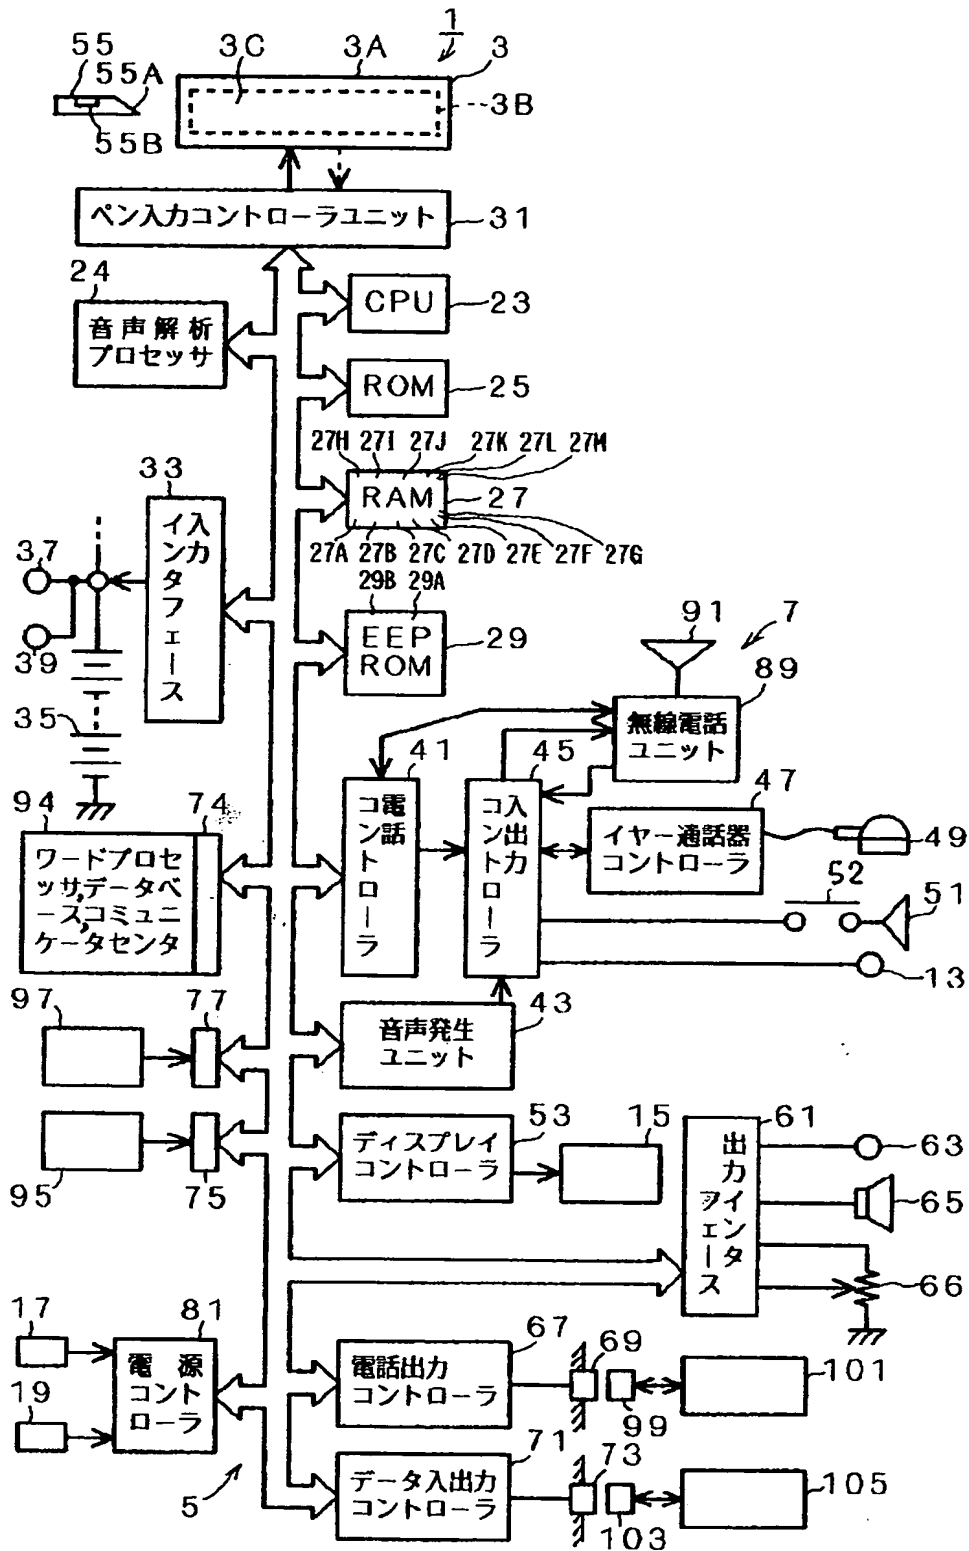 1
55
3C
3A
3
55A
3B
55B
ペン入力コントローラユニット
31
24
CPU
23
音声解析
プロセッサ
ROM
25
27H
27I
27J
27K
27L
27M
RAM
27
27A
27B
27C
27D
27E
27F
27G
33
入力
インタフェース
37
39
35
29B
29A
EEP
ROM
29
91
7
89
無線電話
ユニット
41
45
47
電話
コントローラ
入出力
コントローラ
イヤー通話器
コントローラ
49
52
51
13
94
74
ワードプロセ
ッサ,データベ
ース,コミュニ
ケータセンタ
97
77
43
音声発生
ユニット
95
75
53
ディスプレイ
コントローラ
15
61
出力インタ
フェース
63
65
66
17
19
81
電源
コント
ローラ
67
電話出力
コントローラ
69
99
101
5
71
データ入出力
コントローラ
73
103
105